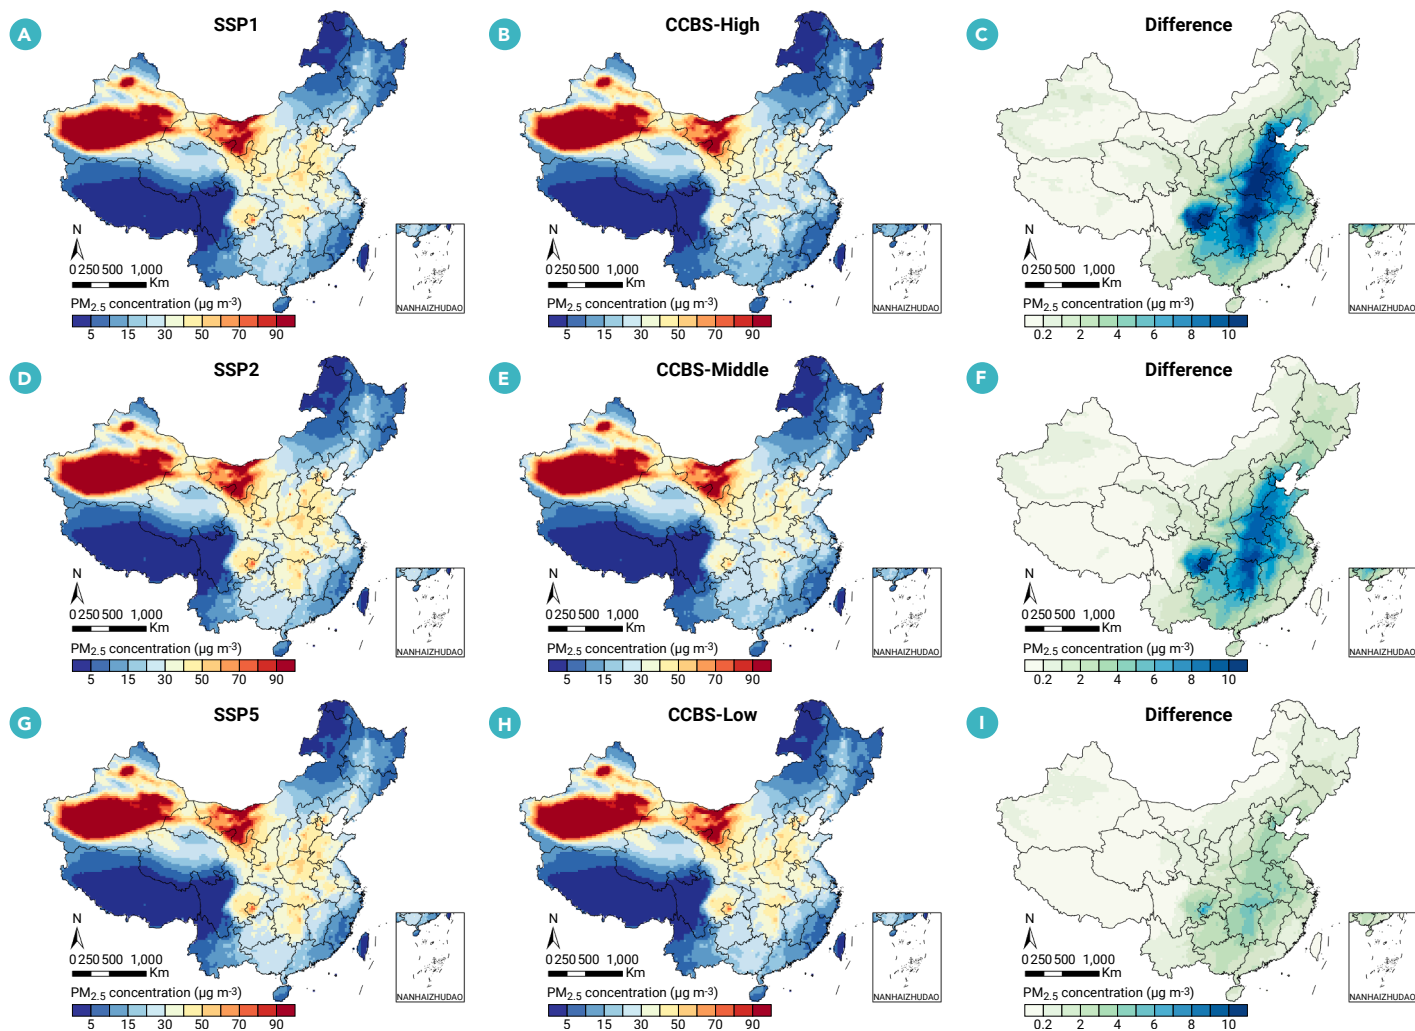 A SSP1
B CCBS-High
C Difference
N
0 250 500 1,000
Km
PM2.5 concentration (µg m-3)
5 15 30 50 70 90
NANHAIZHUDAO
N
0 250 500 1,000
Km
PM2.5 concentration (µg m-3)
5 15 30 50 70 90
NANHAIZHUDAO
N
0 250 500 1,000
Km
PM2.5 concentration (µg m-3)
0.2 2 4 6 8 10
NANHAIZHUDAO
D SSP2
E CCBS-Middle
F Difference
N
0 250 500 1,000
Km
PM2.5 concentration (µg m-3)
5 15 30 50 70 90
NANHAIZHUDAO
N
0 250 500 1,000
Km
PM2.5 concentration (µg m-3)
5 15 30 50 70 90
NANHAIZHUDAO
N
0 250 500 1,000
Km
PM2.5 concentration (µg m-3)
0.2 2 4 6 8 10
NANHAIZHUDAO
G SSP5
H CCBS-Low
I Difference
N
0 250 500 1,000
Km
PM2.5 concentration (µg m-3)
5 15 30 50 70 90
NANHAIZHUDAO
N
0 250 500 1,000
Km
PM2.5 concentration (µg m-3)
5 15 30 50 70 90
NANHAIZHUDAO
N
0 250 500 1,000
Km
PM2.5 concentration (µg m-3)
0.2 2 4 6 8 10
NANHAIZHUDAO